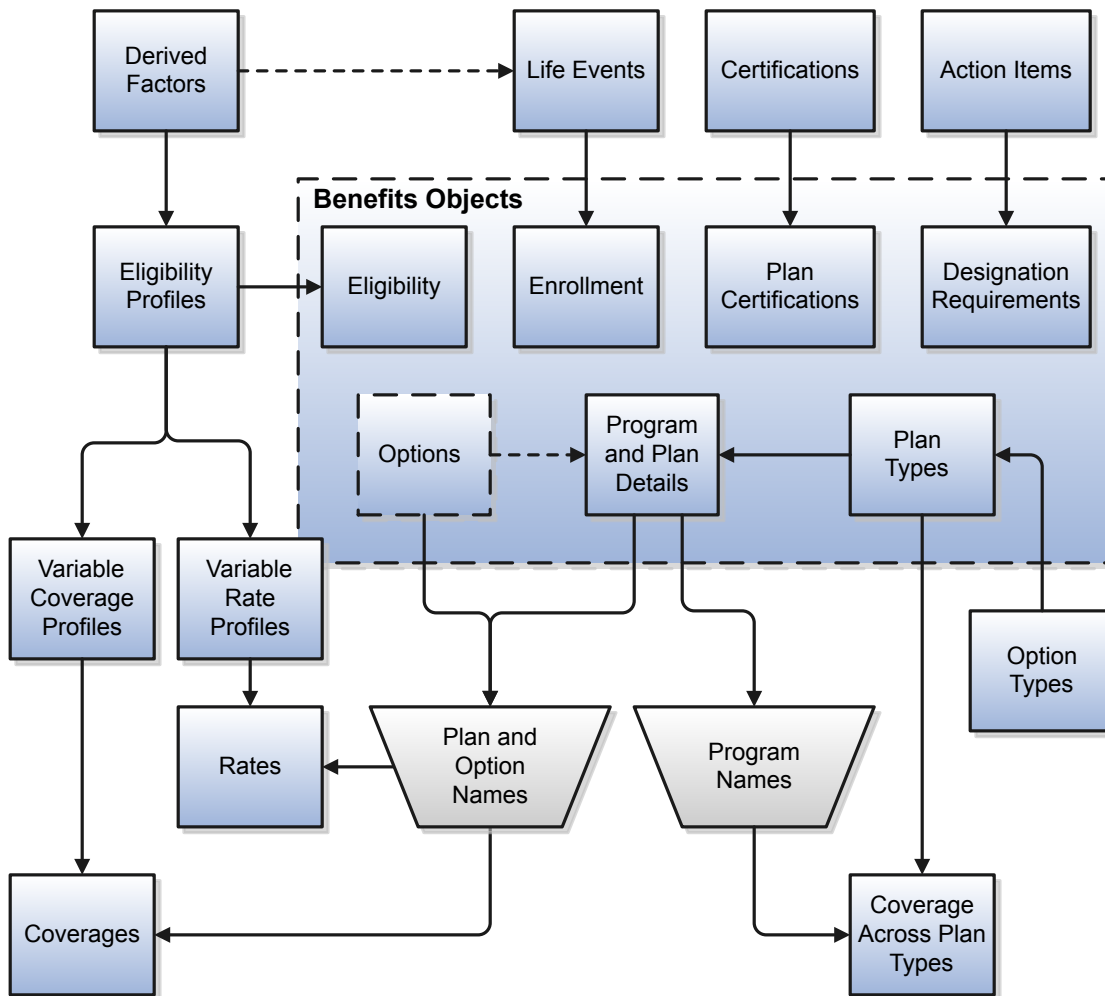 Derived
Factors
Life Events
Certifications
Action Items
Benefits Objects
Eligibility
Profiles
Eligibility
Enrollment
Plan
Certifications
Designation
Requirements
Options
Program
and Plan
Details
Plan
Types
Variable
Coverage
Profiles
Variable
Rate
Profiles
Option
Types
Rates
Plan and
Option
Names
Program
Names
Coverages
Coverage
Across Plan
Types